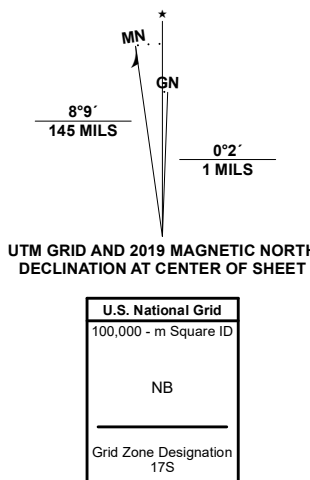 MN
GN
8°9´
145 MILS
0°2´
1 MILS
UTM GRID AND 2019 MAGNETIC NORTH
DECLINATION AT CENTER OF SHEET
U.S. National Grid
100,000 - m Square ID
NB
Grid Zone Designation
17S